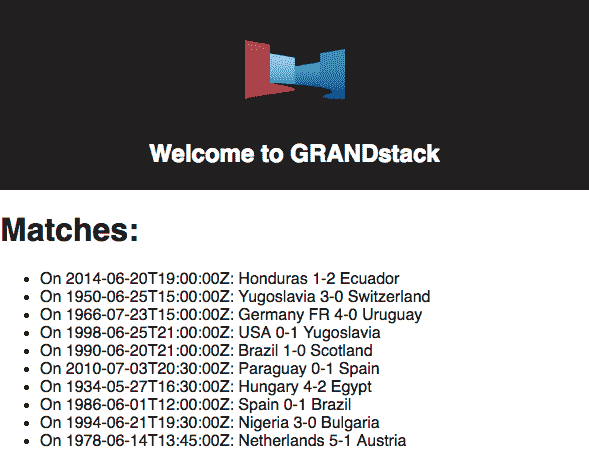 Welcome to GRANDstack
Matches:
• On 2014-06-20T19:00:00Z: Honduras 1-2 Ecuador
• On 1950-06-25T15:00:00Z: Yugoslavia 3-0 Switzerland
• On 1966-07-23T15:00:00Z: Germany FR 4-0 Uruguay
• On 1998-06-25T21:00:00Z: USA 0-1 Yugoslavia
• On 1990-06-20T21:00:00Z: Brazil 1-0 Scotland
• On 2010-07-03T20:30:00Z: Paraguay 0-1 Spain
• On 1934-05-27T16:30:00Z: Hungary 4-2 Egypt
• On 1986-06-01T12:00:00Z: Spain 0-1 Brazil
• On 1994-06-21T19:30:00Z: Nigeria 3-0 Bulgaria
• On 1978-06-14T13:45:00Z: Netherlands 5-1 Austria